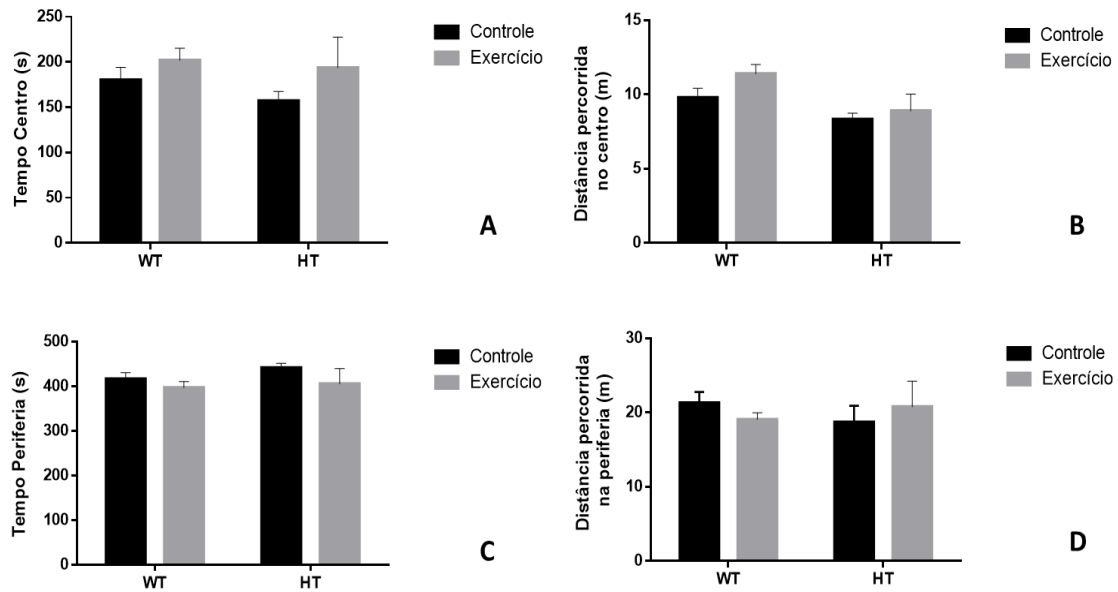 Tempo Centro (s)
250
200
150
100
50
0
WT
HT
Controle
Exercício
A
Distância percorrida
no centro (m)
15
10
5
0
WT
HT
Controle
Exercício
B
Tempo Periferia (s)
500
400
300
200
100
0
WT
HT
Controle
Exercício
C
Distância percorrida
na periferia (m)
30
20
10
0
WT
HT
Controle
Exercício
D